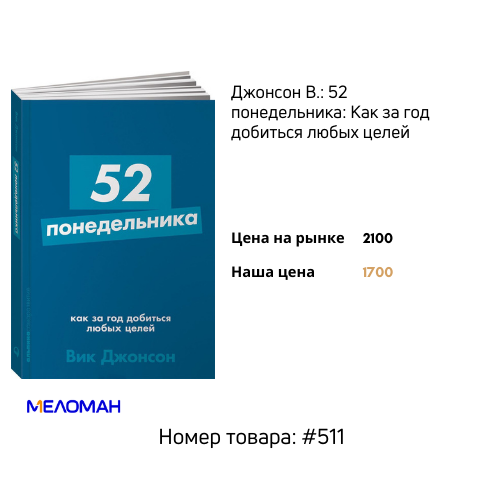 Джонсон В.: 52
понедельника: Как за год
добиться любых целей
52
понедельника
как за год добиться
любых целей
Вик Джонсон
Цена на рынке 2100
Наша цена 1700
МЕЛОМАН
Номер товара: #511